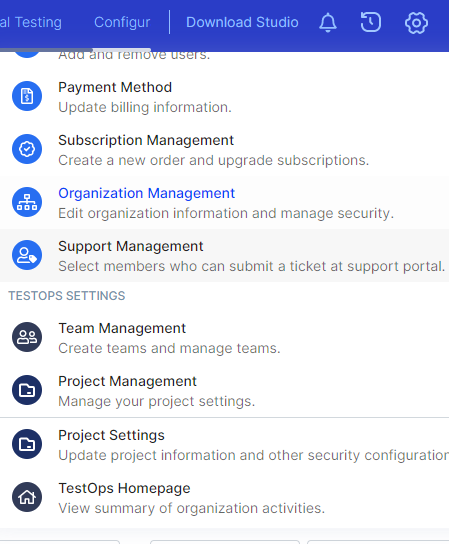 al Testing Configur Download Studio
Add and remove users.
Payment Method
Update billing information.
Subscription Management
Create a new order and upgrade subscriptions.
Organization Management
Edit organization information and manage security.
Support Management
Select members who can submit a ticket at support portal.
TESTOPS SETTINGS
Team Management
Create teams and manage teams.
Project Management
Manage your project settings.
Project Settings
Update project information and other security configuration
TestOps Homepage
View summary of organization activities.